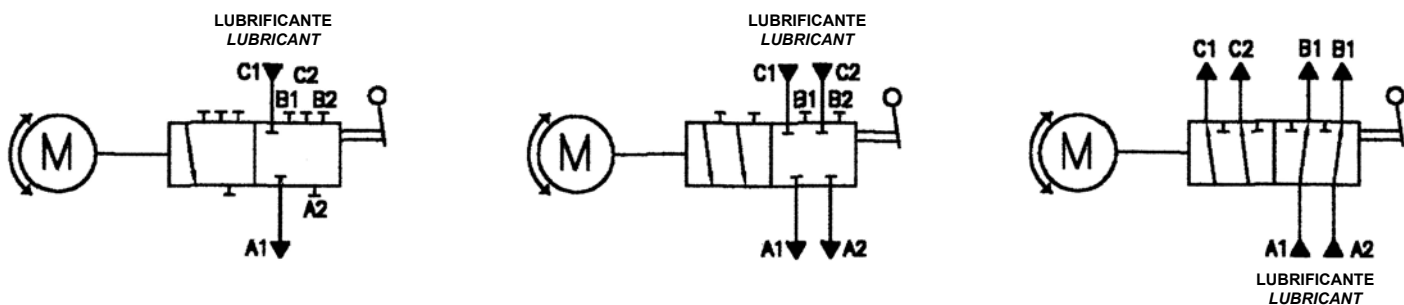 LUBRIFICANTE
LUBRICANT
C1
C2
B1 B2
M
A2
A1
LUBRIFICANTE
LUBRICANT
C1 C2
B1 B2
M
A1 A2
C1 C2 B1 B1
M
A1 A2
LUBRIFICANTE
LUBRICANT